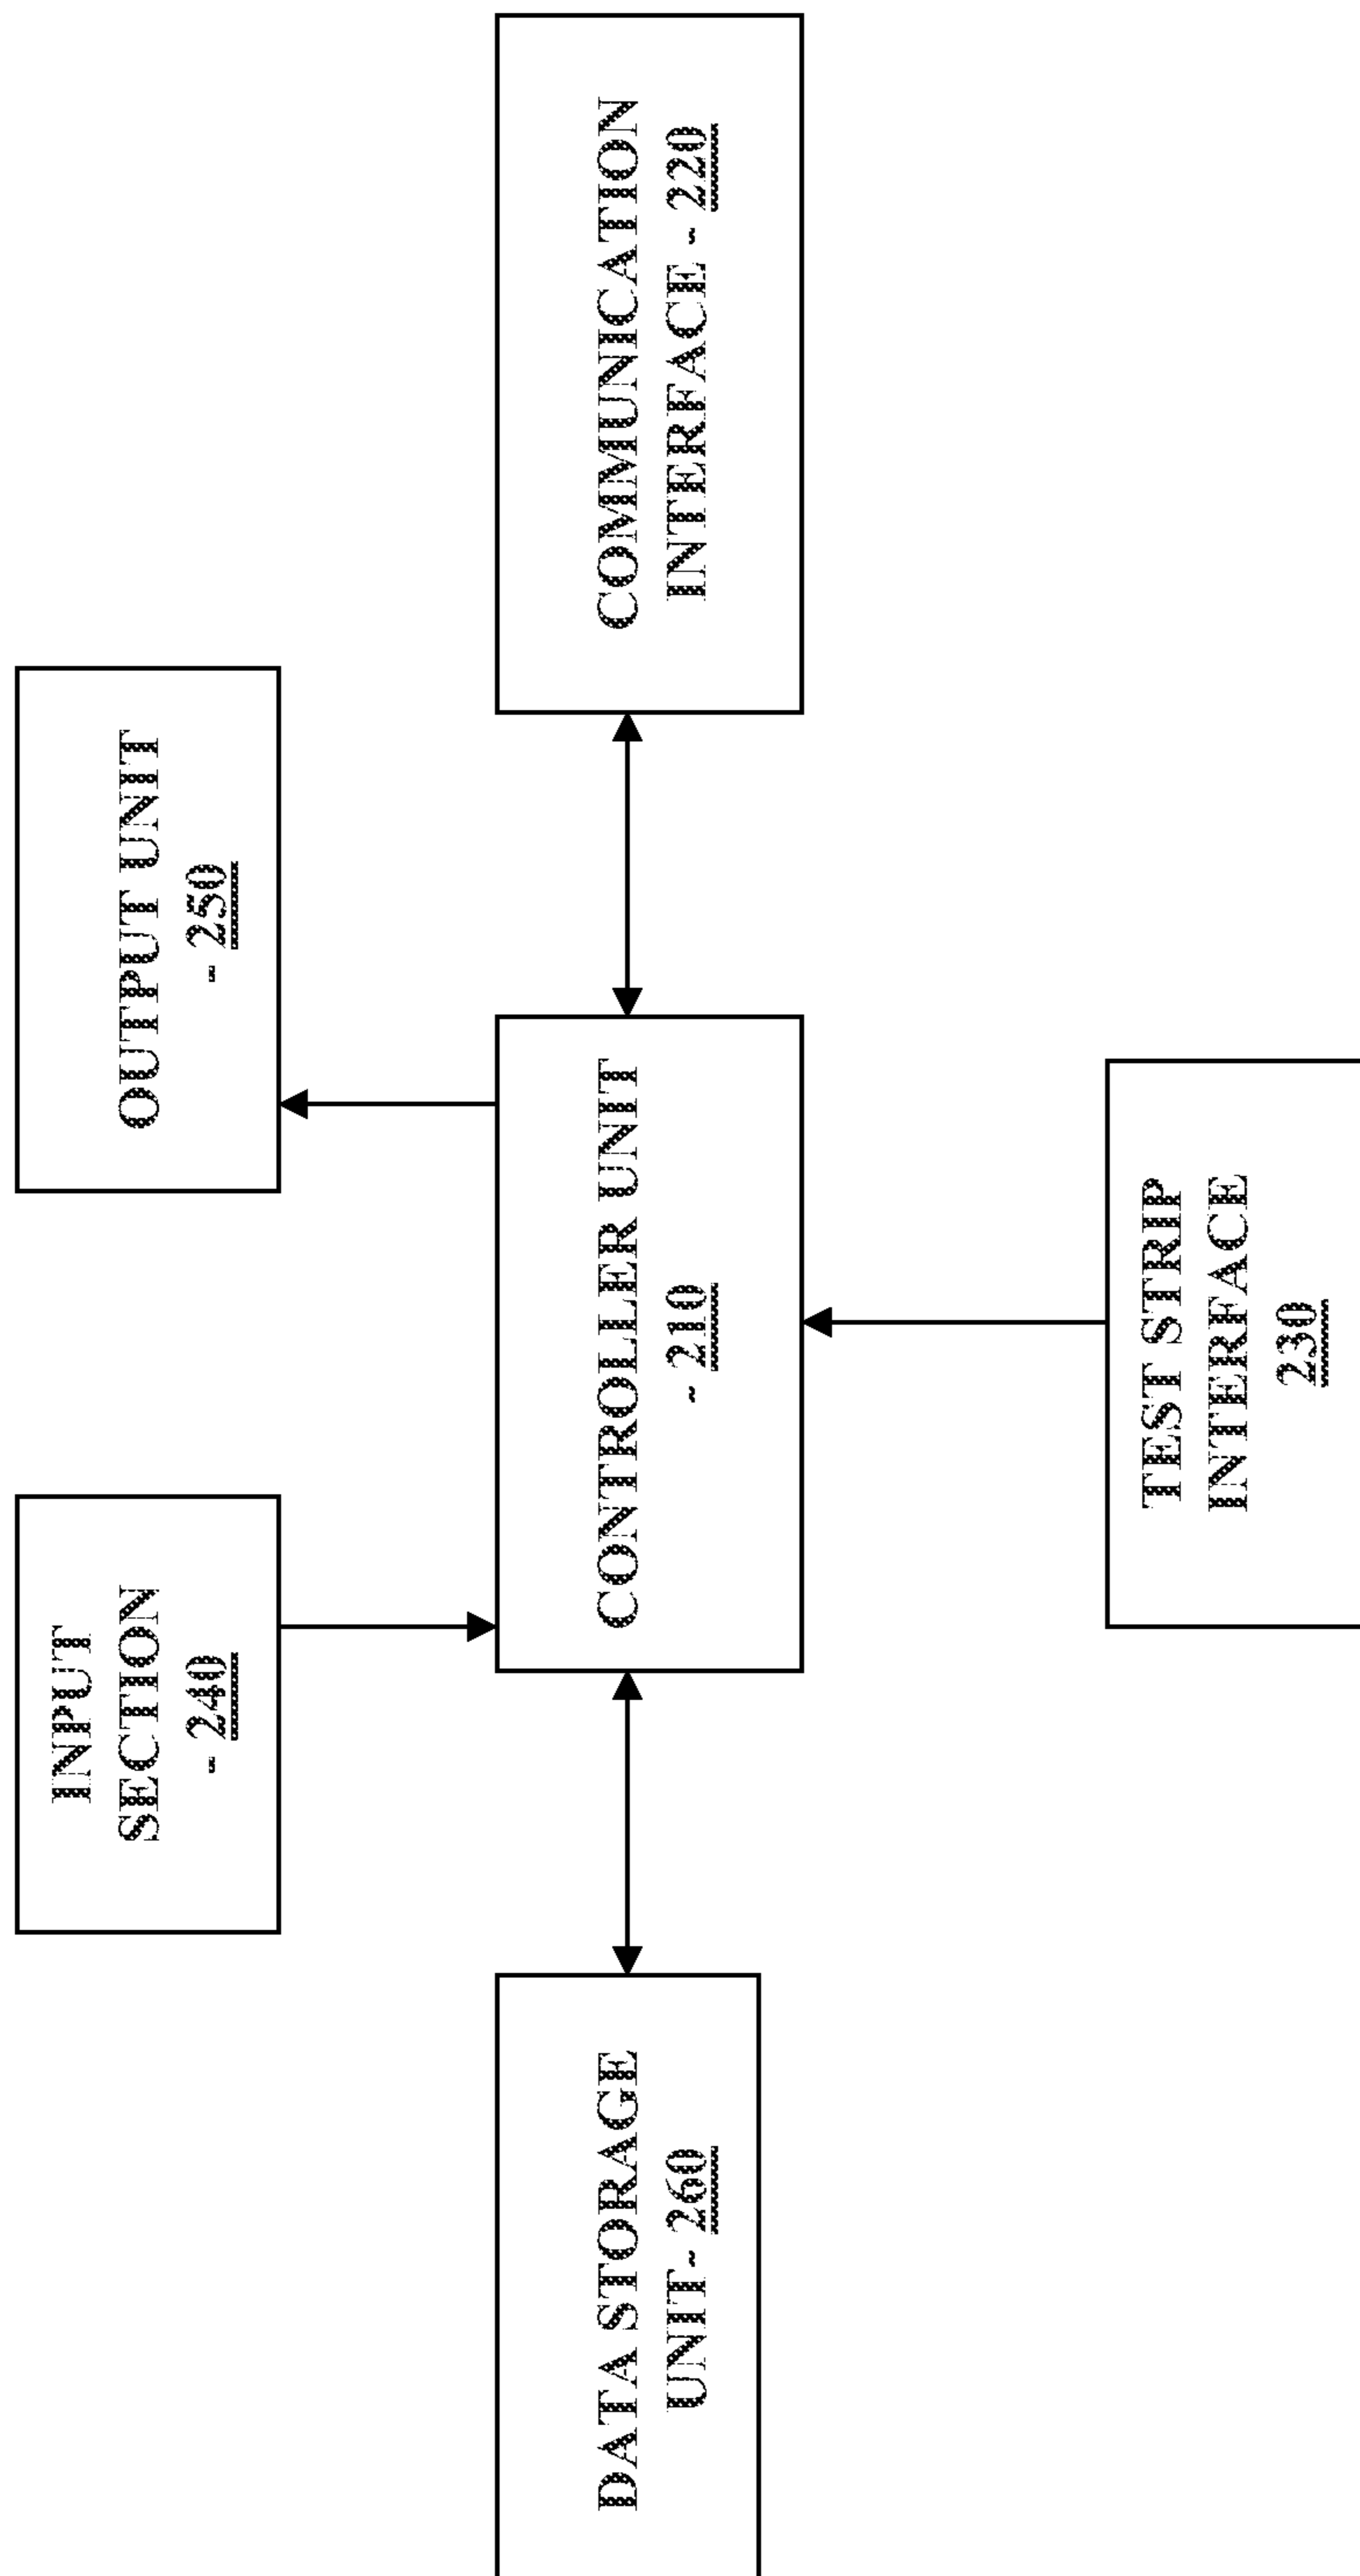 INPUT
SECTION
- 240
OUTPUT UNIT
- 250
DATA STORAGE
UNIT- 260
CONTROLLER UNIT
- 210
COMMUNICATION
INTERFACE - 220
TEST STRIP
INTERFACE
230